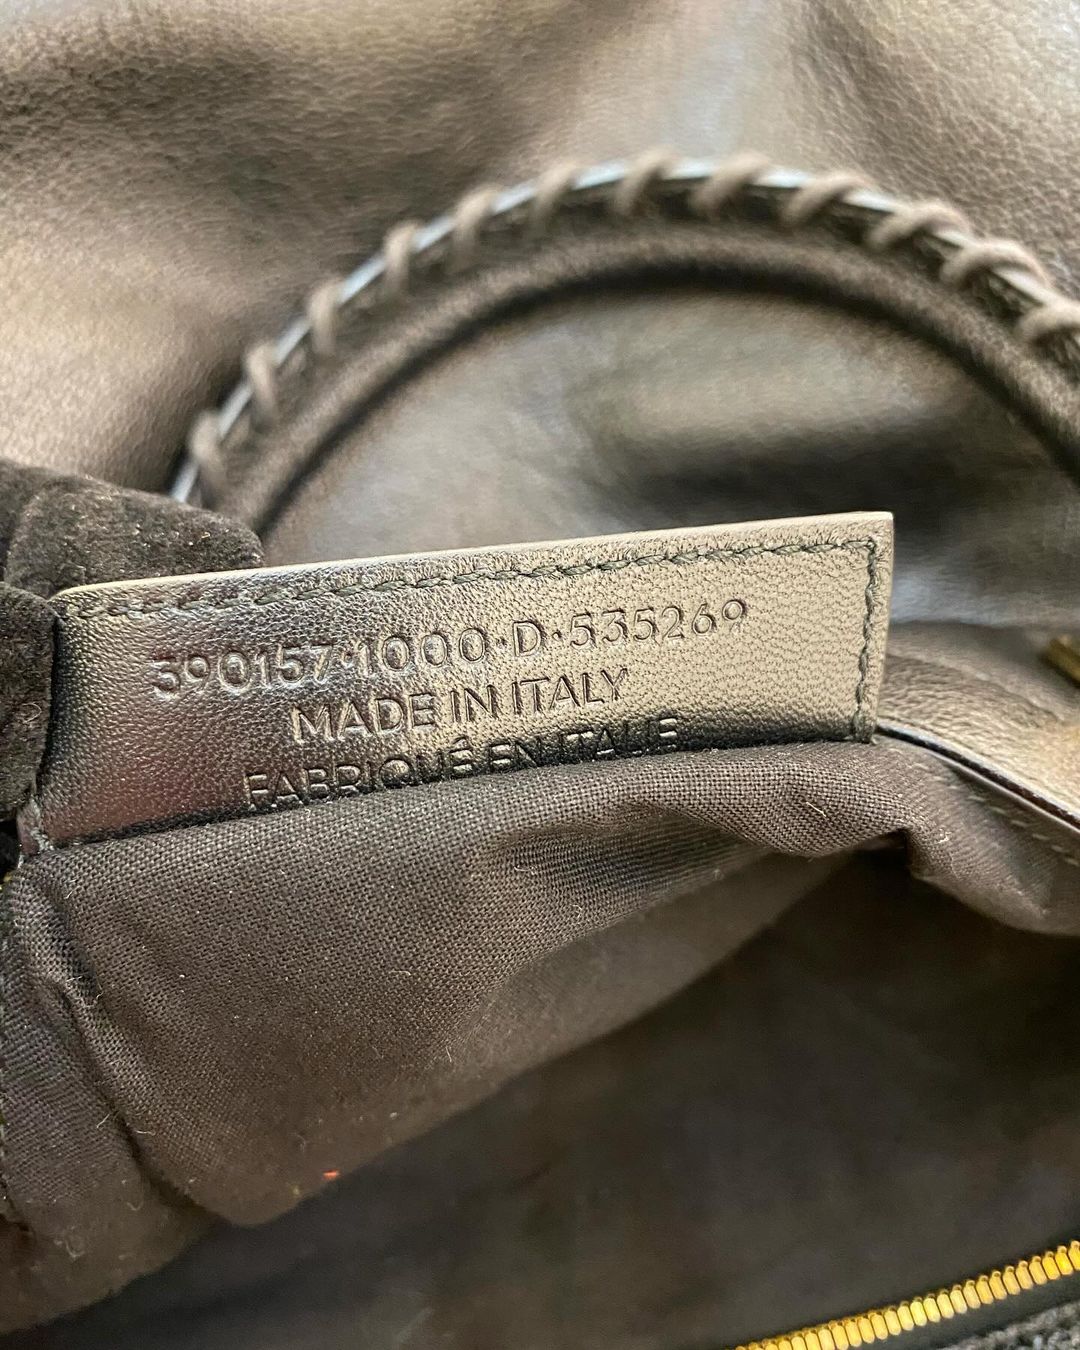 390157·1000·D·535269
MADE IN ITALY
FABRIQUÉ EN ITALIE